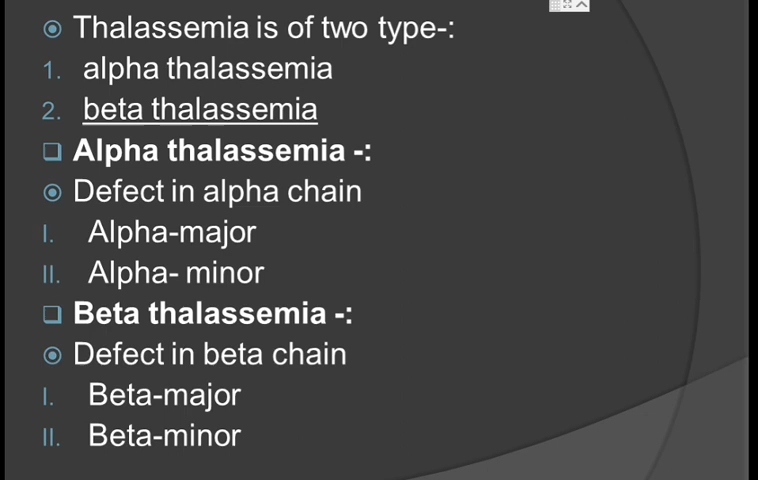 Thalassemia is of two type-:
1. alpha thalassemia
2. beta thalassemia
Alpha thalassemia -:
Defect in alpha chain
I. Alpha-major
II. Alpha- minor
Beta thalassemia -:
Defect in beta chain
I. Beta-major
II. Beta-minor